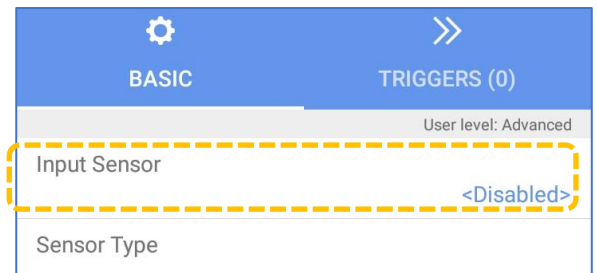 BASIC
TRIGGERS (0)
User level: Advanced
Input Sensor
<Disabled>
Sensor Type